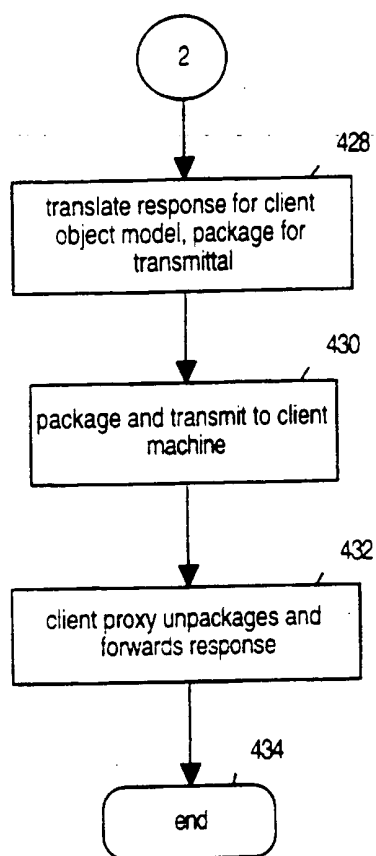 2
428
translate response for client
object model, package for
transmittal
430
package and transmit to client
machine
432
client proxy unpackages and
forwards response
434
end